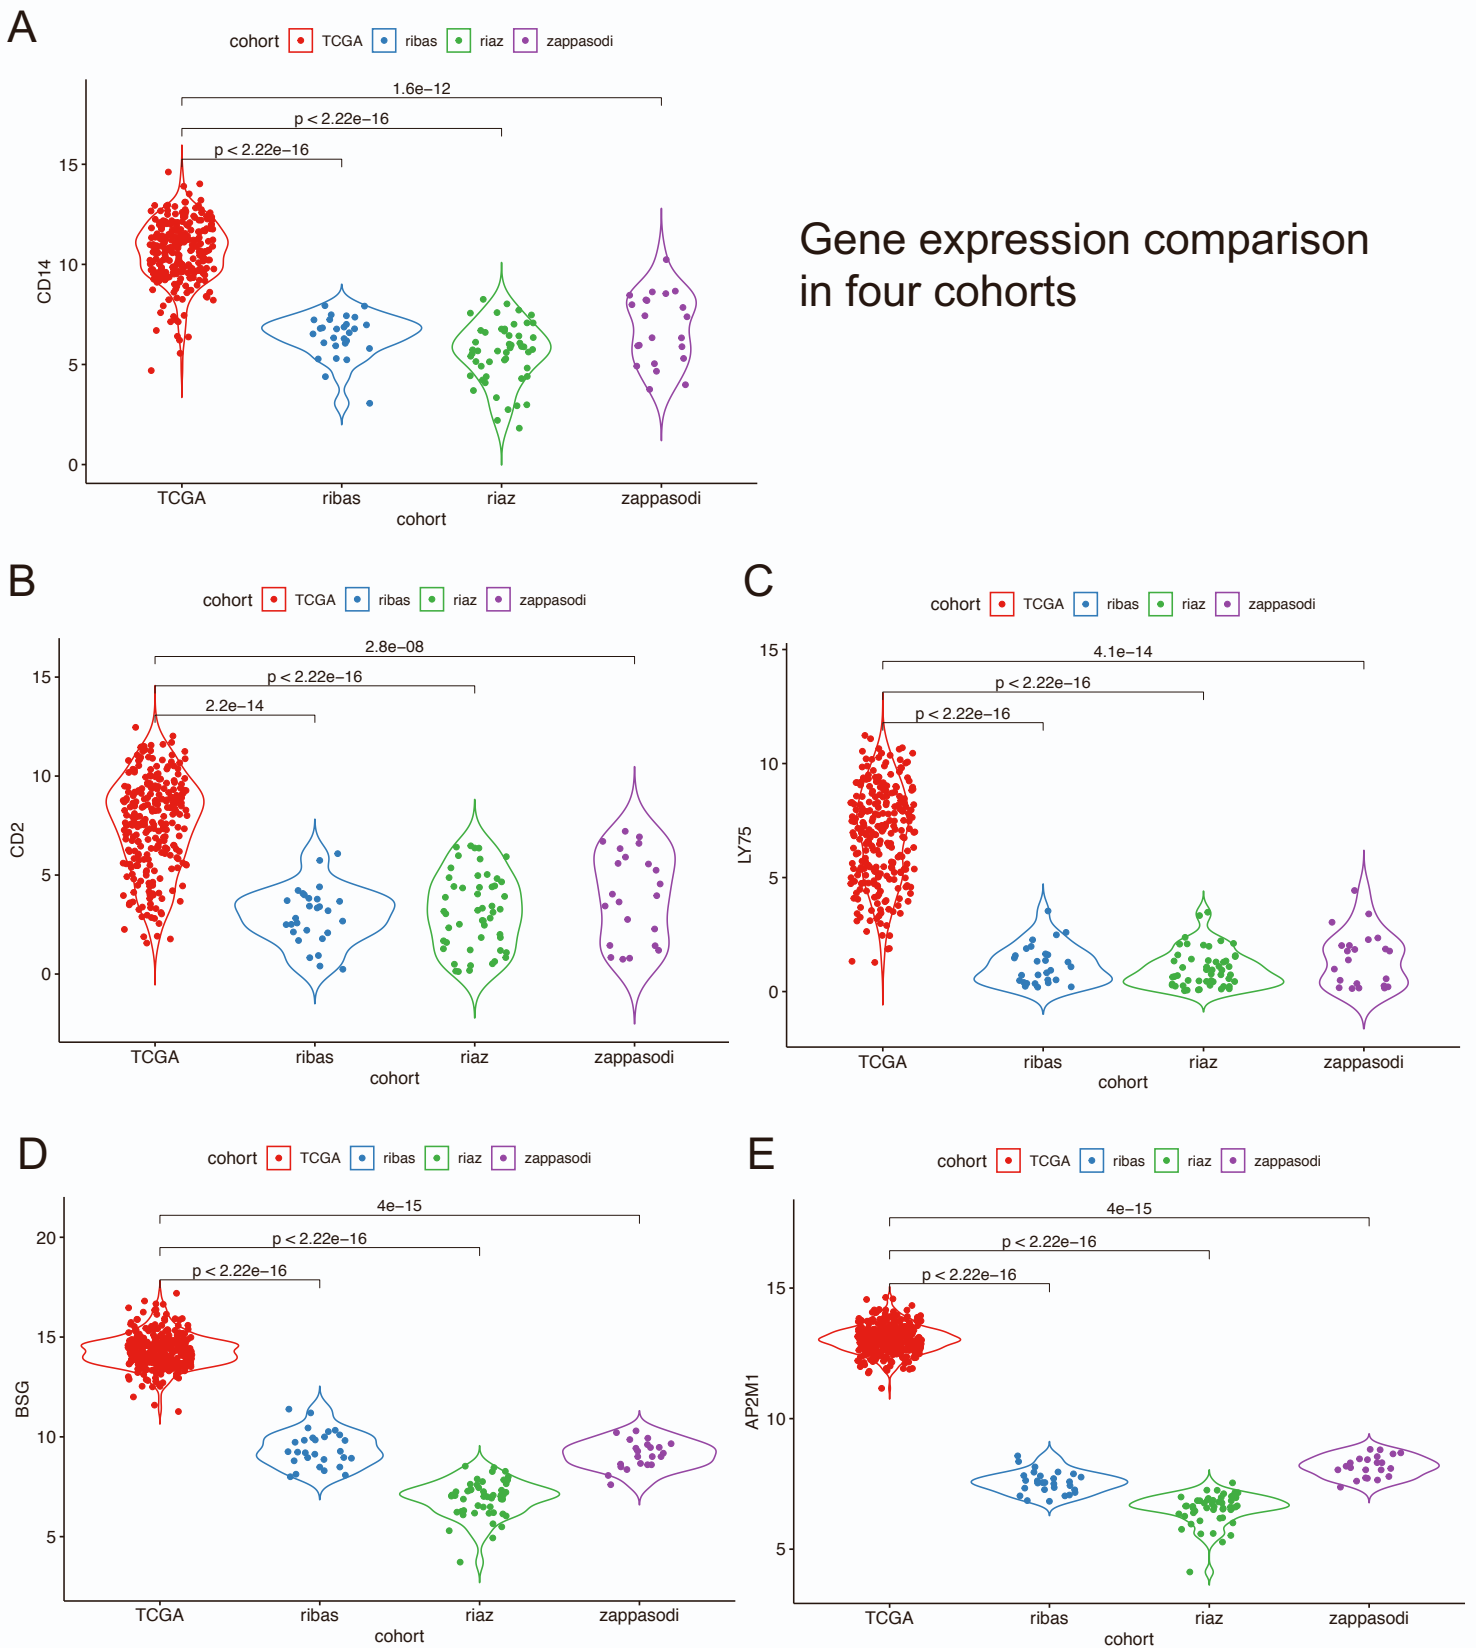 A
cohort TCGA ribas riaz zappasodi
1.6e−12
p < 2.22e−16
p < 2.22e−16
15
10
5
0
CD14
TCGA ribas riaz zappasodi
cohort
Gene expression comparison
in four cohorts
B
cohort TCGA ribas riaz zappasodi
2.8e−08
p < 2.22e−16
2.2e−14
15
10
5
0
CD2
TCGA ribas riaz zappasodi
cohort
C
cohort TCGA ribas riaz zappasodi
4.1e−14
p < 2.22e−16
p < 2.22e−16
15
10
5
0
LY75
TCGA ribas riaz zappasodi
cohort
D
cohort TCGA ribas riaz zappasodi
4e−15
p < 2.22e−16
p < 2.22e−16
20
15
10
5
BSG
TCGA ribas riaz zappasodi
cohort
E
cohort TCGA ribas riaz zappasodi
4e−15
p < 2.22e−16
p < 2.22e−16
15
10
5
AP2M1
TCGA ribas riaz zappasodi
cohort